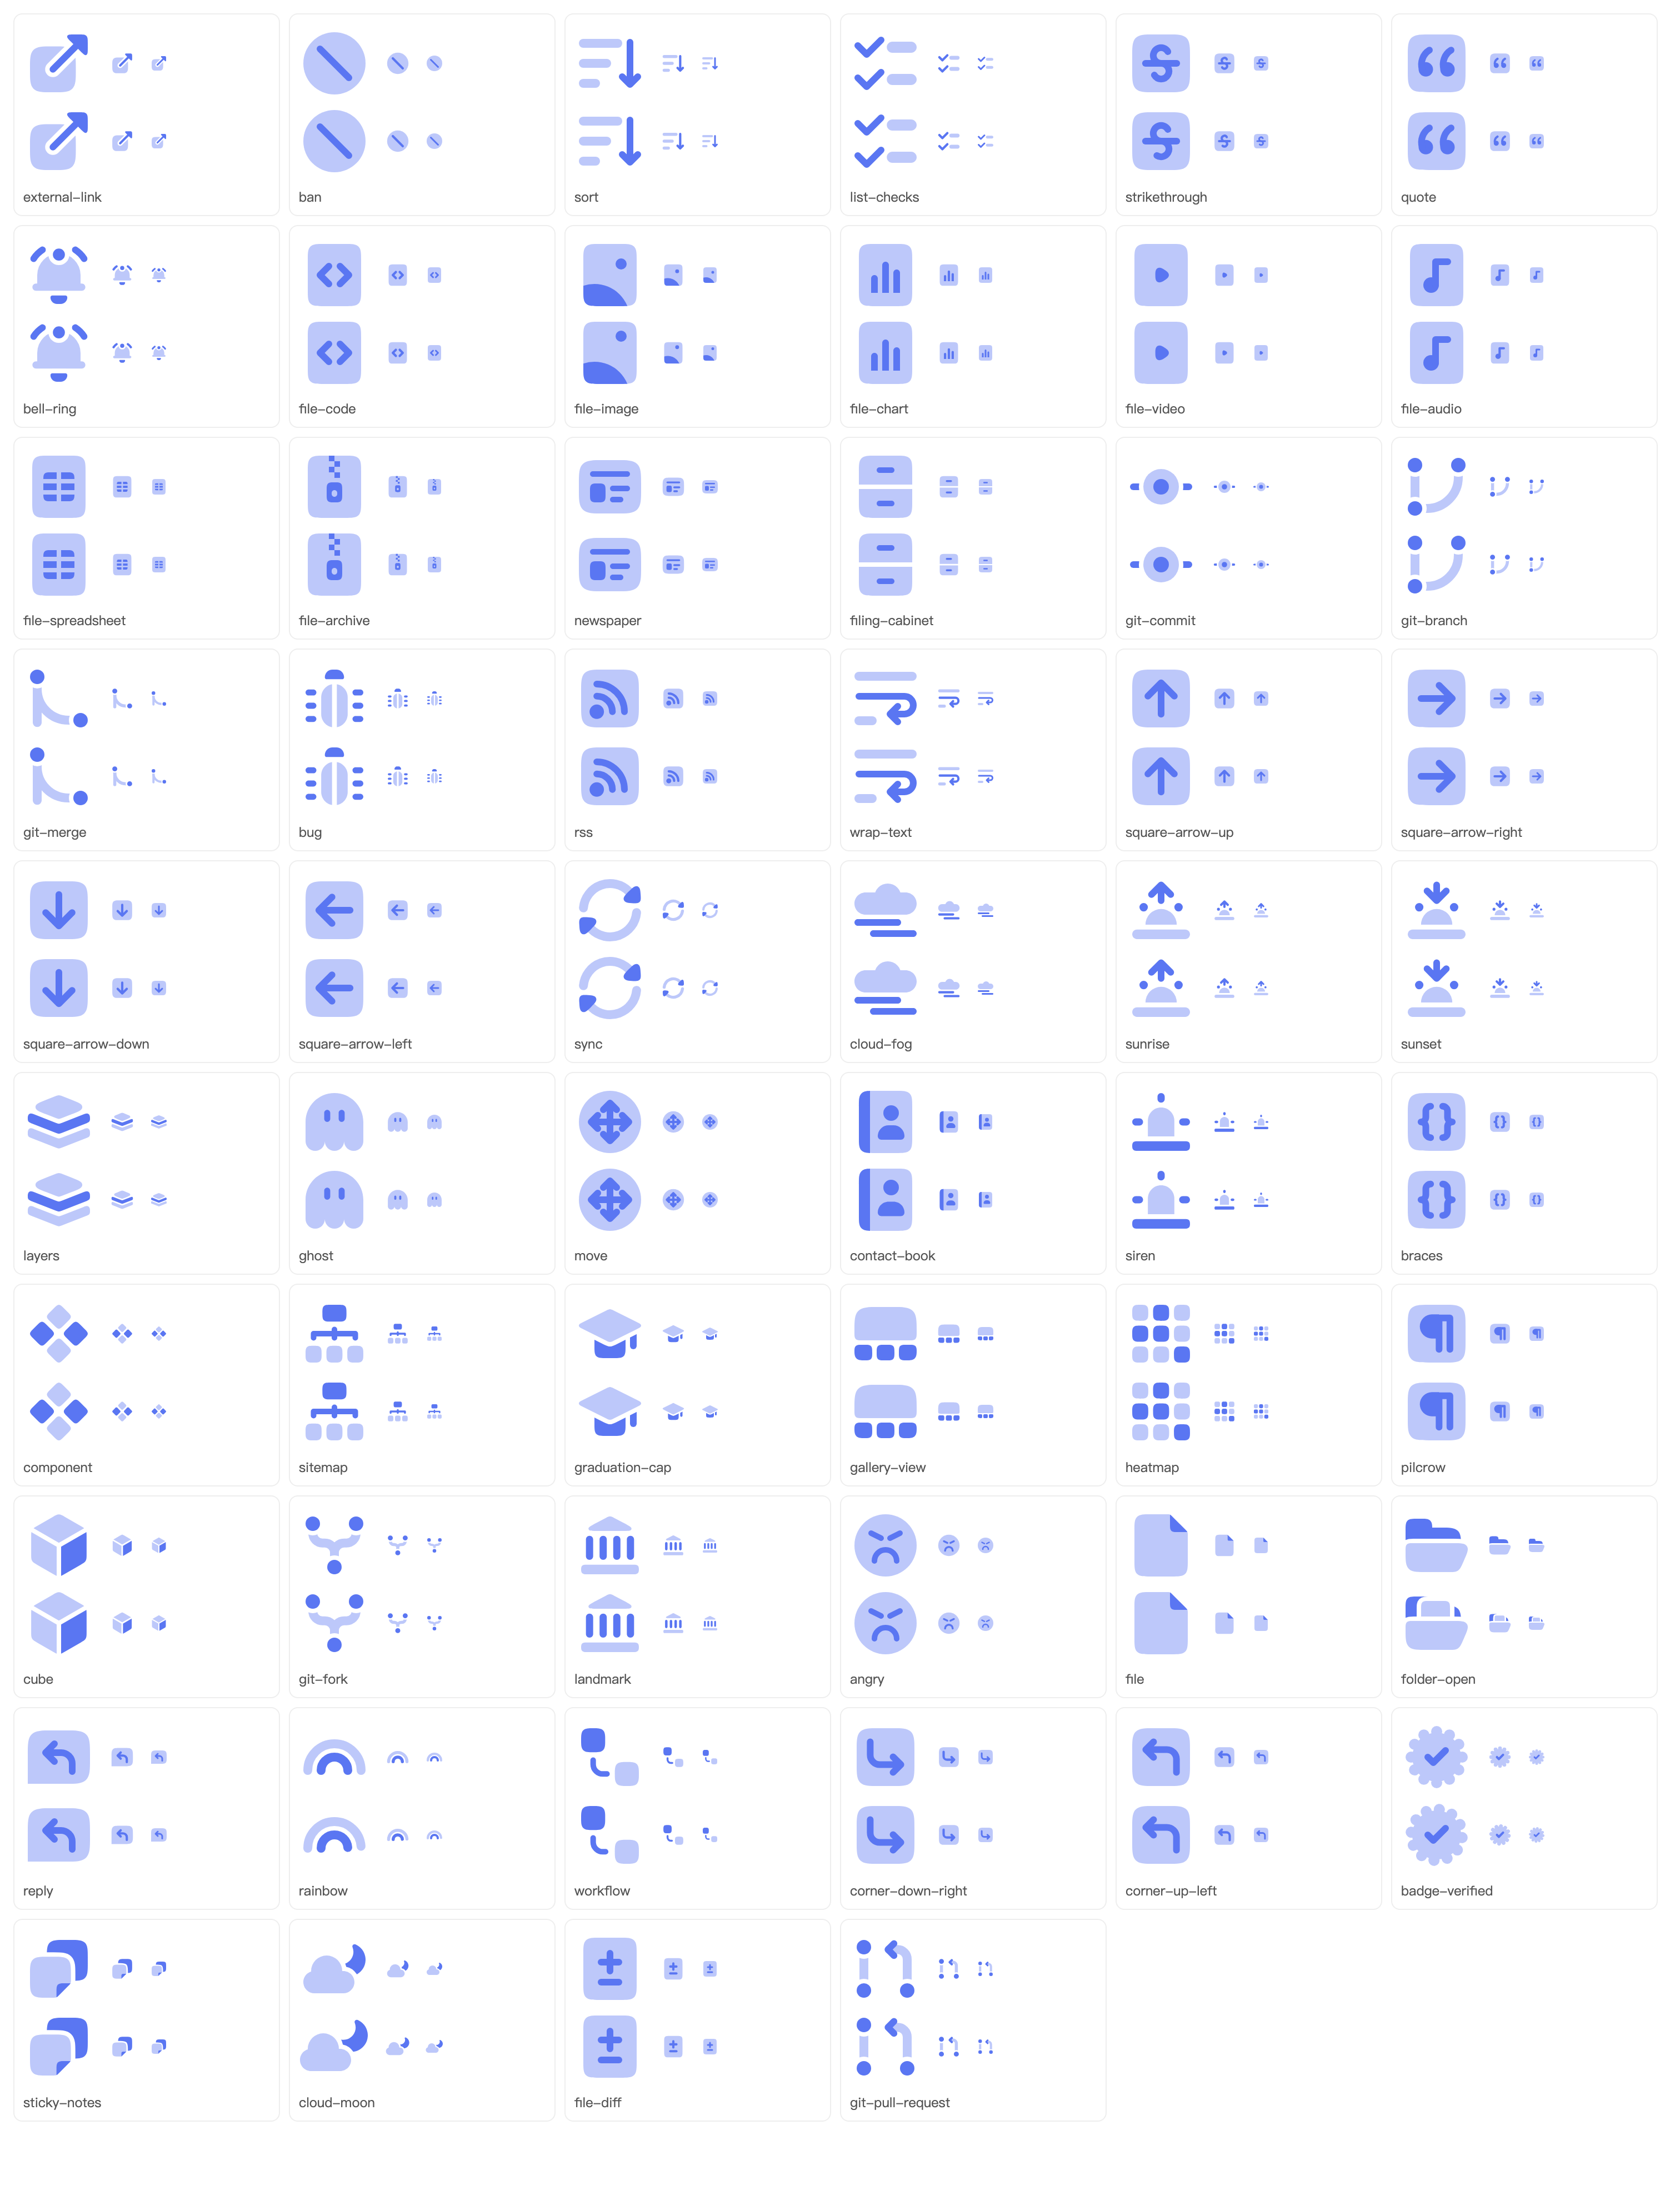 external-link
ban
sort
list-checks
strikethrough
quote
bell-ring
file-code
file-image
file-chart
file-video
file-audio
file-spreadsheet
file-archive
newspaper
filing-cabinet
git-commit
git-branch
git-merge
bug
rss
wrap-text
square-arrow-up
square-arrow-right
square-arrow-down
square-arrow-left
sync
cloud-fog
sunrise
sunset
layers
ghost
move
contact-book
siren
braces
component
sitemap
graduation-cap
gallery-view
heatmap
pilcrow
cube
git-fork
landmark
angry
file
folder-open
reply
rainbow
workflow
corner-down-right
corner-up-left
badge-verified
sticky-notes
cloud-moon
file-diff
git-pull-request